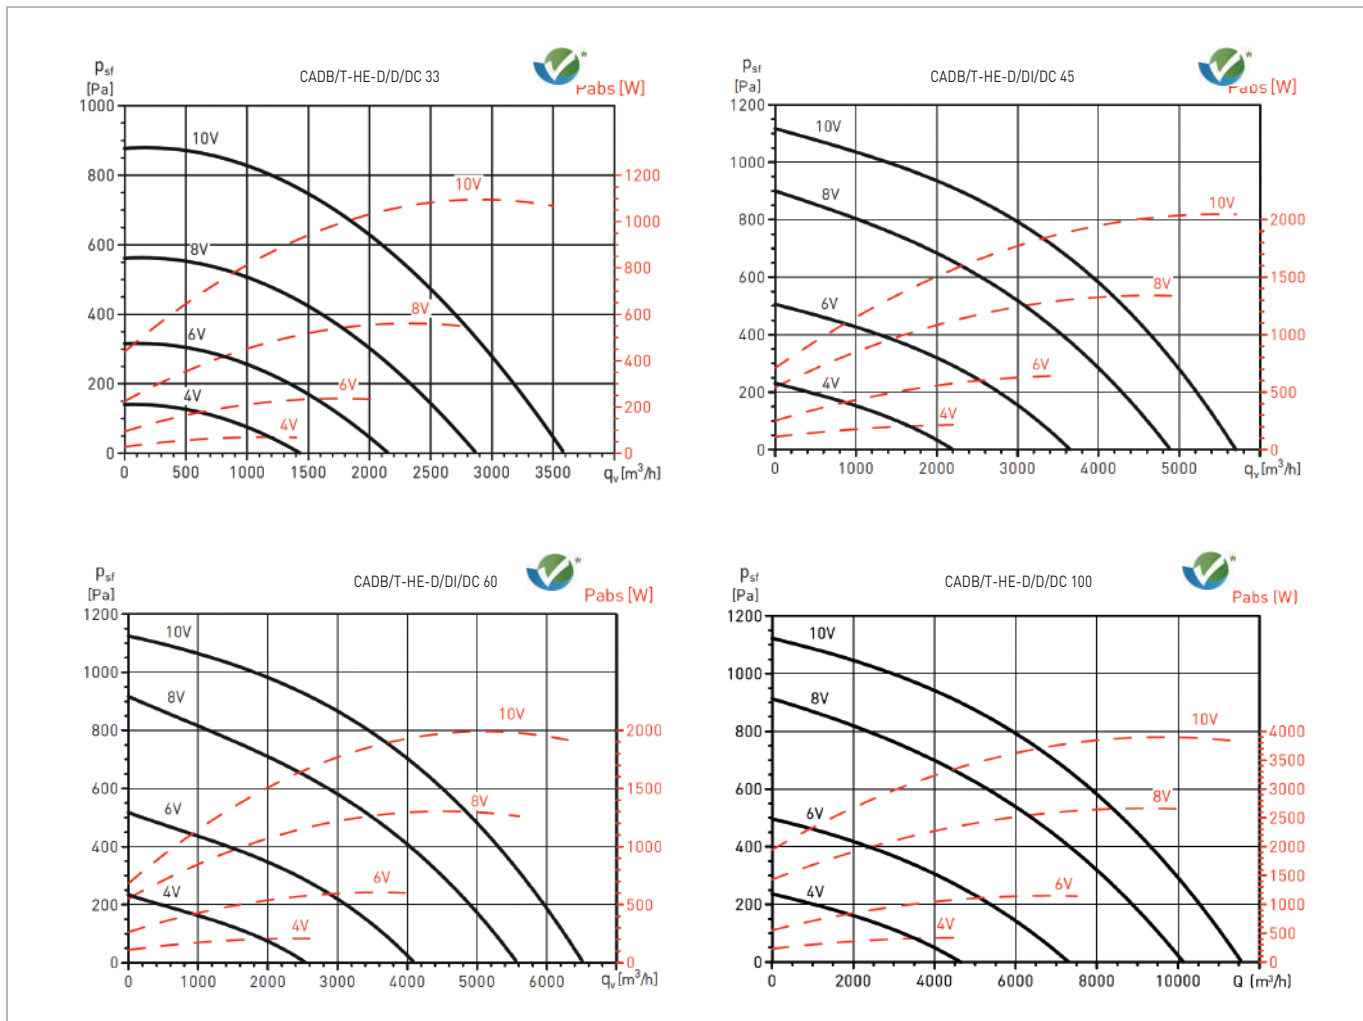 CADB/T-HE-D/D/DC 33
*
p_sf
[Pa]
Pabs [W]
1000
800
600
400
200
0
10V
8V
6V
4V
10V
8V
6V
4V
1200
1000
800
600
400
200
0
0 500 1000 1500 2000 2500 3000 3500
q_v [m³/h]
CADB/T-HE-D/DI/DC 45
*
p_sf
[Pa]
Pabs [W]
1200
1000
800
600
400
200
0
10V
8V
6V
4V
10V
8V
6V
4V
2000
1500
1000
500
0
0 1000 2000 3000 4000 5000
q_v [m³/h]
CADB/T-HE-D/DI/DC 60
*
p_sf
[Pa]
Pabs [W]
1200
1000
800
600
400
200
0
10V
8V
6V
4V
10V
8V
6V
4V
2000
1500
1000
500
0
0 1000 2000 3000 4000 5000 6000
q_v [m³/h]
CADB/T-HE-D/D/DC 100
*
p_sf
[Pa]
Pabs [W]
1200
1000
800
600
400
200
0
10V
8V
6V
4V
10V
8V
6V
4V
4000
3500
3000
2500
2000
1500
1000
500
0
0 2000 4000 6000 8000 10000
Q [m³/h]